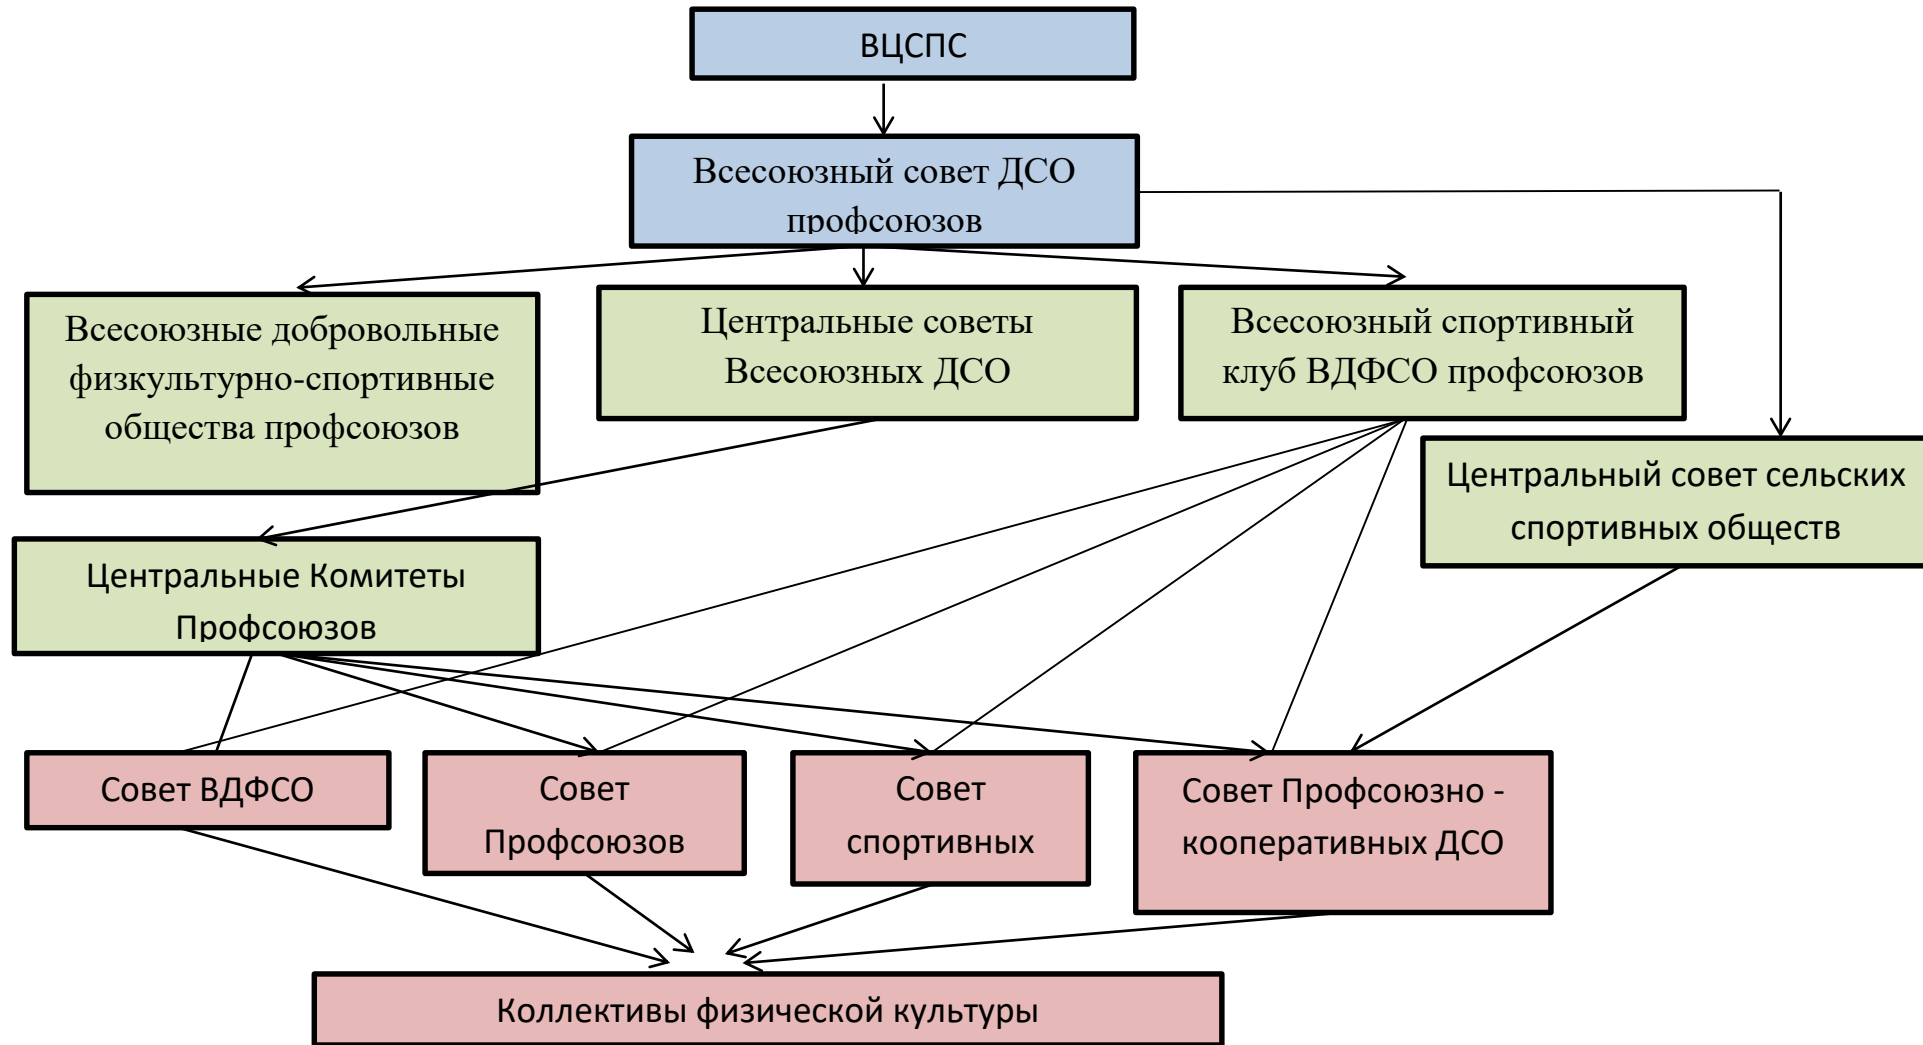 ВЦСПС
Всесоюзный совет ДСО
профсоюзов
Всесоюзные добровольные
физкультурно-спортивные
общества профсоюзов
Центральные советы
Всесоюзных ДСО
Всесоюзный спортивный
клуб ВДФСО профсоюзов
Центральный совет сельских
спортивных обществ
Центральные Комитеты
Профсоюзов
Совет ВДФСО
Совет
Профсоюзов
Совет
спортивных
Совет Профсоюзно -
кооперативных ДСО
Коллективы физической культуры